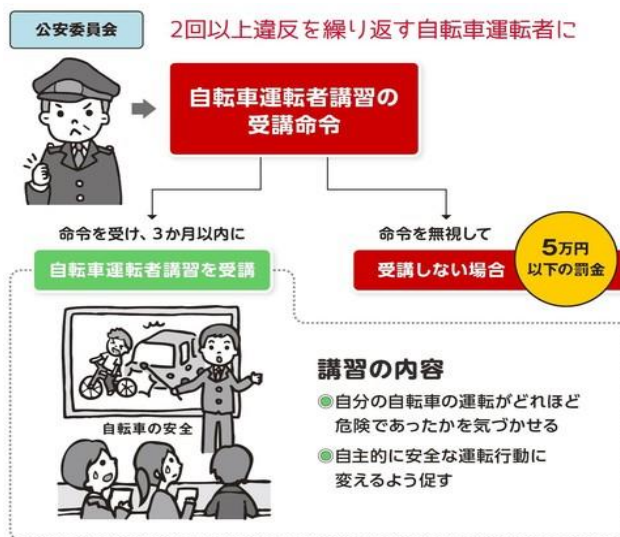 公安委員会
2回以上違反を繰り返す自転車運転者に
自転車運転者講習の
受講命令
命令を受け、3か月以内に
自転車運転者講習を受講
命令を無視して
受講しない場合
5万円
以下の罰金
自転車の安全
講習の内容
自分の自転車の運転がどれほど
危険であったかを気づかせる
自主的に安全な運転行動に
変えるよう促す